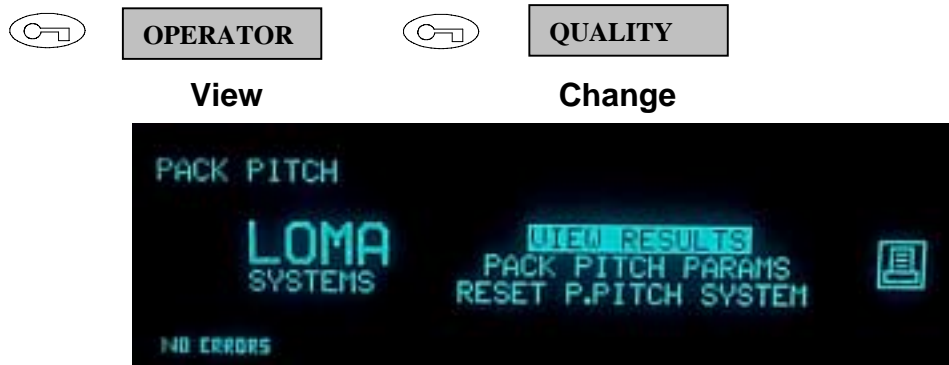 OPERATOR QUALITY
View Change
PACK PITCH
LOMA
SYSTEMS
VIEW RESULTS
PACK PITCH PARAMS
RESET P.PITCH SYSTEM
NO ERRORS